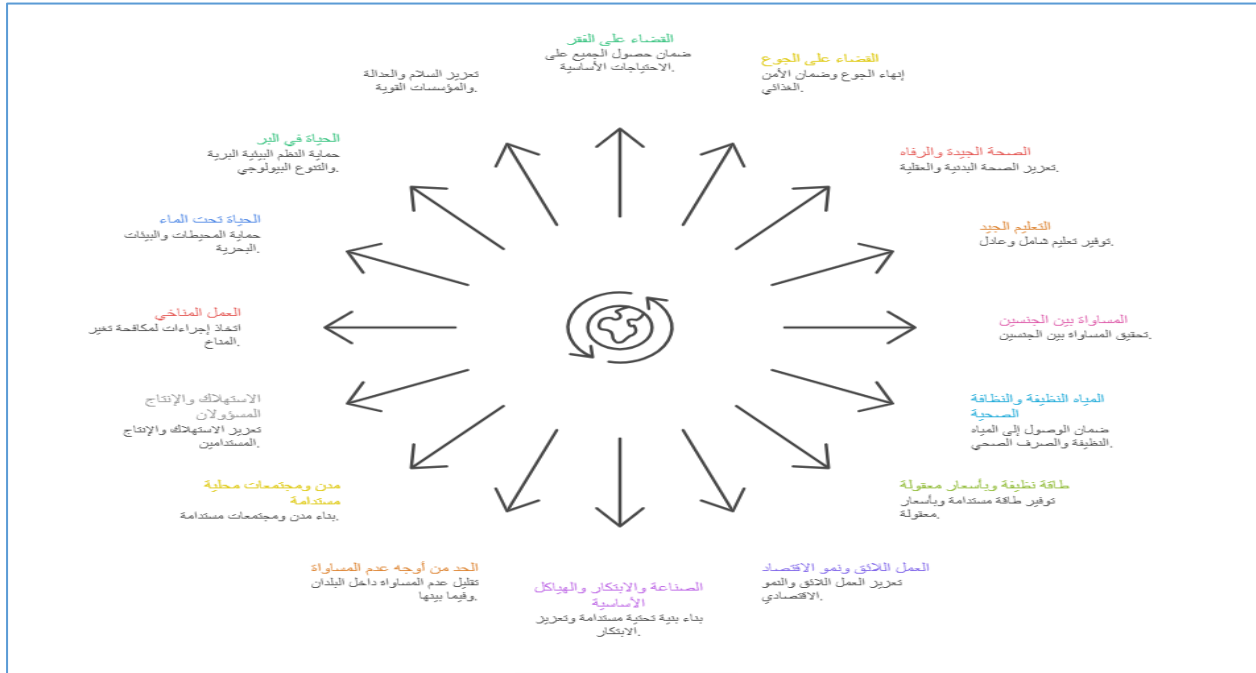 القضاء على الفقر
ضمان حصول الجميع على
الاحتياجات الأساسية.
القضاء على الجوع
إنهاء الجوع وضمان الأمن
الغذائي.
الصحة الجيدة والرفاه
تعزيز الصحة البدنية والعقلية.
التعليم الجيد
توفير تعليم شامل وعادل.
المساواة بين الجنسين
تحقيق المساواة بين الجنسين.
المياه النظيفة والنظافة
الصحية
ضمان الوصول إلى المياه
النظيفة والصرف الصحي.
طاقة نظيفة وبأسعار معقولة
توفير طاقة مستدامة وبأسعار
معقولة.
العمل اللائق ونمو الاقتصاد
تعزيز العمل اللائق والنمو
الاقتصادي.
الصناعة والابتكار والهياكل
الأساسية
بناء بنية تحتية مستدامة وتعزيز
الابتكار.
الحد من أوجه عدم المساواة
تقليل عدم المساواة داخل البلدان
وفيما بينها.
مدن ومجتمعات محلية
مستدامة
بناء مدن ومجتمعات مستدامة.
الاستهلاك والإنتاج
المسؤولان
تعزيز الاستهلاك والإنتاج
المستدامين.
العمل المناخي
اتخاذ إجراءات لمكافحة تغير
المناخ.
الحياة تحت الماء
حماية المحيطات والبيئات
البحرية.
الحياة في البر
حماية النظم البيئية البرية
والتنوع البيولوجي.
تعزيز السلام والعدالة
والمؤسسات القوية.